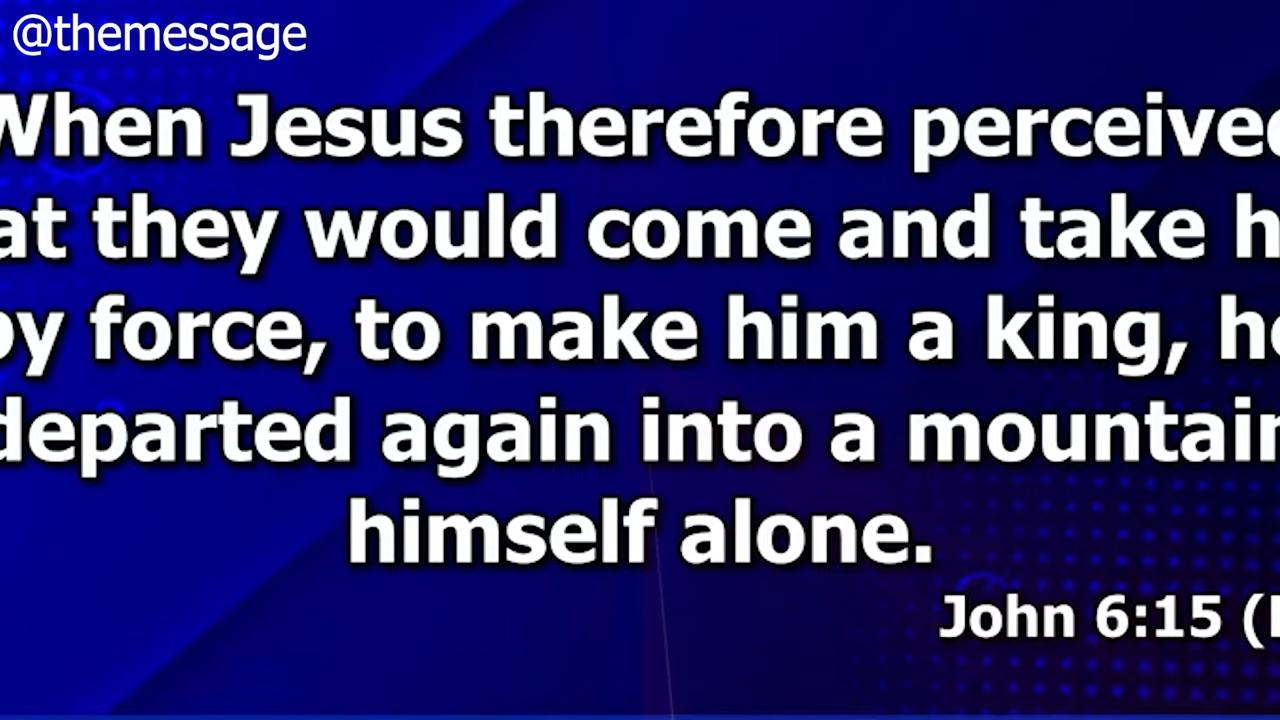 @themessage
When Jesus therefore perceived
at they would come and take h
by force, to make him a king, he
departed again into a mountain
himself alone.
John 6:15 (